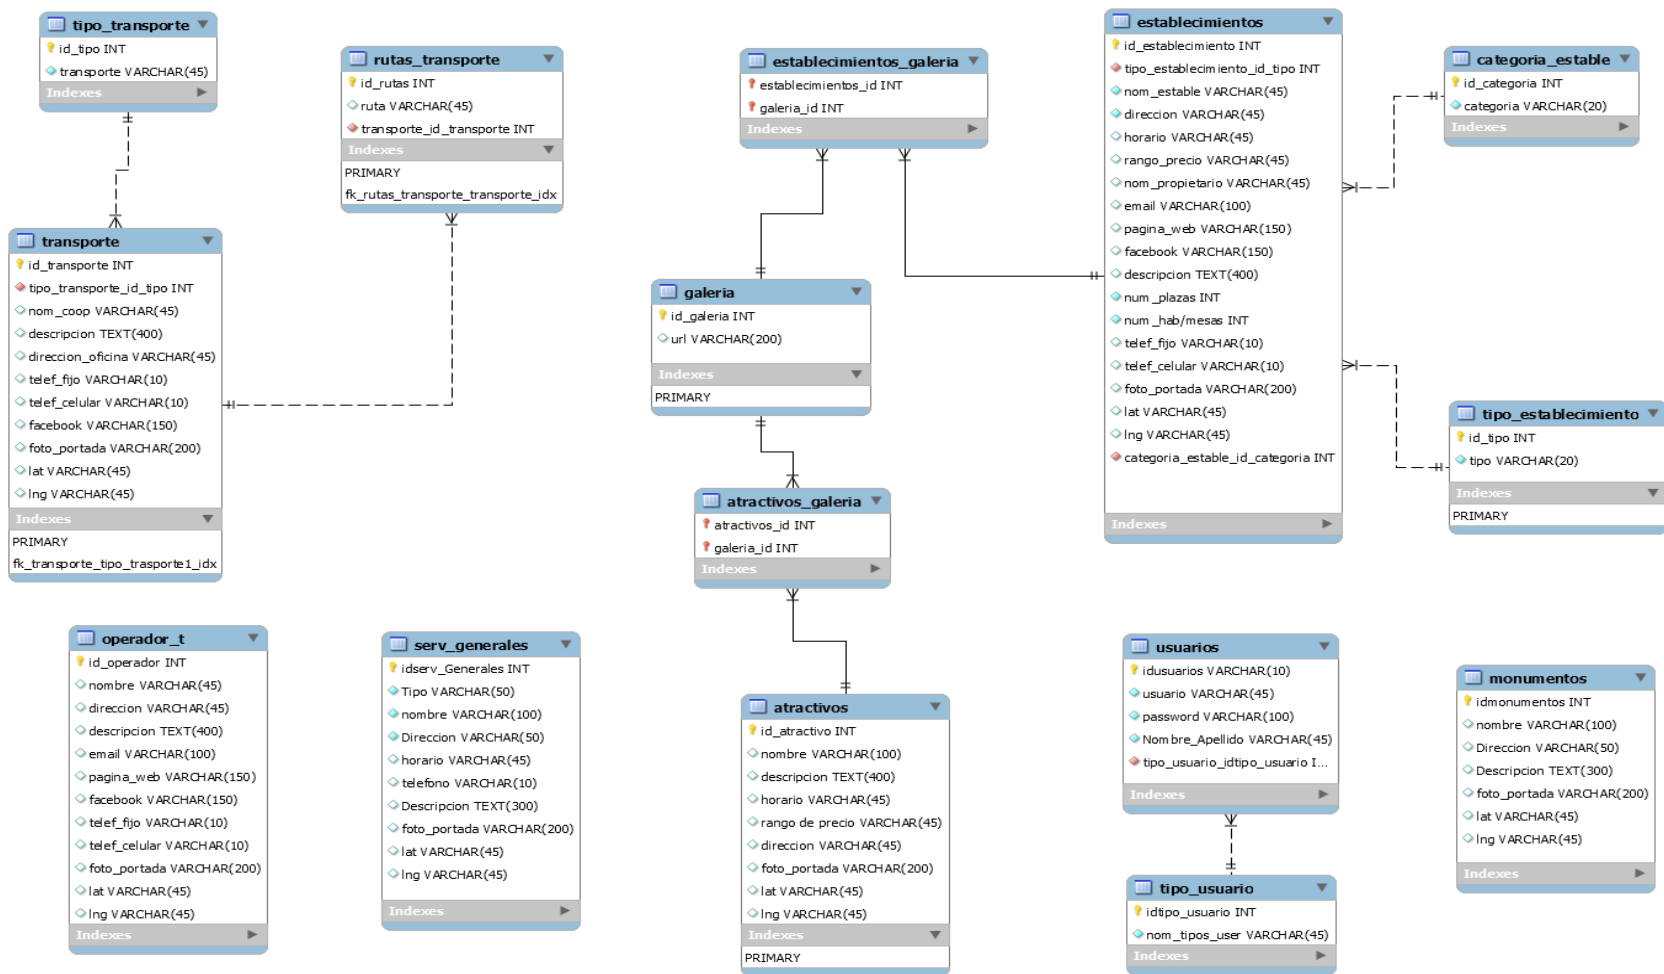 tipo_transporte
id_tipo INT
transporte VARCHAR(45)
Indexes
rutas_transporte
id_rutas INT
ruta VARCHAR(45)
transporte_id_transporte INT
Indexes
PRIMARY
fk_rutas_transporte_transporte_idx
establecimientos_galeria
establecimientos_id INT
galeria_id INT
Indexes
establecimientos
id_establecimiento INT
tipo_establecimiento_id_tipo INT
nom_estable VARCHAR(45)
direccion VARCHAR(45)
horario VARCHAR(45)
rango_precio VARCHAR(45)
nom_propietario VARCHAR(45)
email VARCHAR(100)
pagina_web VARCHAR(150)
facebook VARCHAR(150)
descripcion TEXT(400)
num_plazas INT
num_hab/mesas INT
telef_fijo VARCHAR(10)
telef_celular VARCHAR(10)
foto_portada VARCHAR(200)
lat VARCHAR(45)
lng VARCHAR(45)
categoria_estable_id_categoria INT
Indexes
categoria_estable
id_categoria INT
categoria VARCHAR(20)
Indexes
transporte
id_transporte INT
tipo_transporte_id_tipo INT
nom_coop VARCHAR(45)
descripcion TEXT(400)
direccion_oficina VARCHAR(45)
telef_fijo VARCHAR(10)
telef_celular VARCHAR(10)
facebook VARCHAR(150)
foto_portada VARCHAR(200)
lat VARCHAR(45)
lng VARCHAR(45)
Indexes
PRIMARY
fk_transporte_tipo_trasporte1_idx
galeria
id_galeria INT
url VARCHAR(200)
Indexes
PRIMARY
tipo_establecimiento
id_tipo INT
tipo VARCHAR(20)
Indexes
PRIMARY
atractivos_galeria
atractivos_id INT
galeria_id INT
Indexes
operador_t
id_operador INT
nombre VARCHAR(45)
direccion VARCHAR(45)
descripcion TEXT(400)
email VARCHAR(100)
pagina_web VARCHAR(150)
facebook VARCHAR(150)
telef_fijo VARCHAR(10)
telef_celular VARCHAR(10)
foto_portada VARCHAR(200)
lat VARCHAR(45)
lng VARCHAR(45)
Indexes
serv_generales
idserv_Generales INT
Tipo VARCHAR(50)
nombre VARCHAR(100)
Direccion VARCHAR(50)
horario VARCHAR(45)
telefono VARCHAR(10)
Descripcion TEXT(300)
foto_portada VARCHAR(200)
lat VARCHAR(45)
lng VARCHAR(45)
Indexes
atractivos
id_atractivo INT
nombre VARCHAR(100)
descripcion TEXT(400)
horario VARCHAR(45)
rango de precio VARCHAR(45)
direccion VARCHAR(45)
foto_portada VARCHAR(200)
lat VARCHAR(45)
lng VARCHAR(45)
Indexes
PRIMARY
usuarios
idusuarios VARCHAR(10)
usuario VARCHAR(45)
password VARCHAR(100)
Nombre_Apellido VARCHAR(45)
tipo_usuario_idtipo_usuario I...
Indexes
tipo_usuario
idtipo_usuario INT
nom_tipos_user VARCHAR(45)
Indexes
monumentos
idmonumentos INT
nombre VARCHAR(100)
Direccion VARCHAR(50)
Descripcion TEXT(300)
foto_portada VARCHAR(200)
lat VARCHAR(45)
lng VARCHAR(45)
Indexes